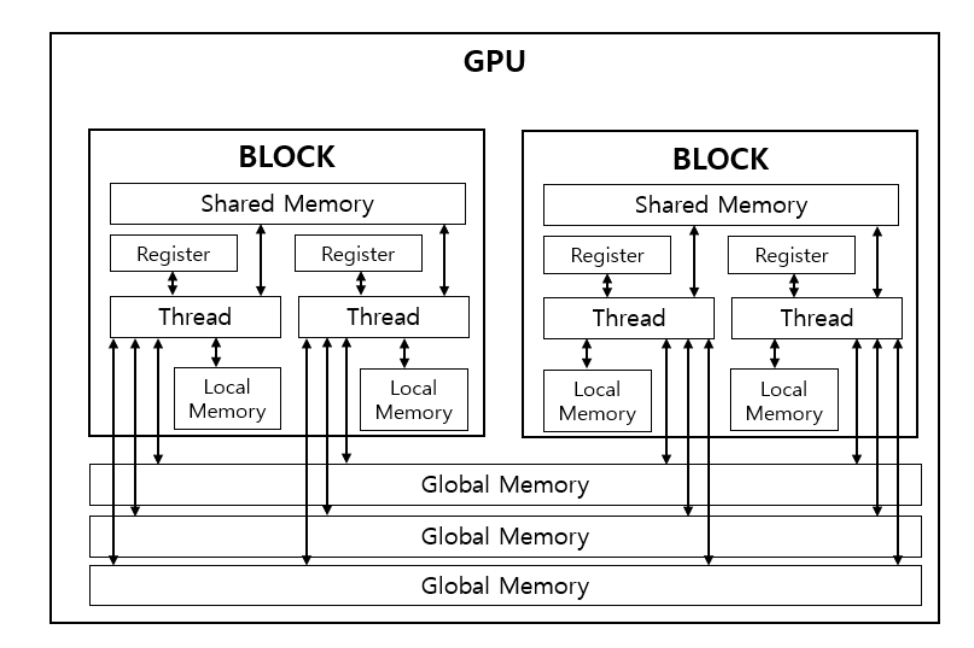 GPU
BLOCK
Shared Memory
Register
Register
Thread
Thread
Local
Memory
Local
Memory
BLOCK
Shared Memory
Register
Register
Thread
Thread
Local
Memory
Local
Memory
Global Memory
Global Memory
Global Memory